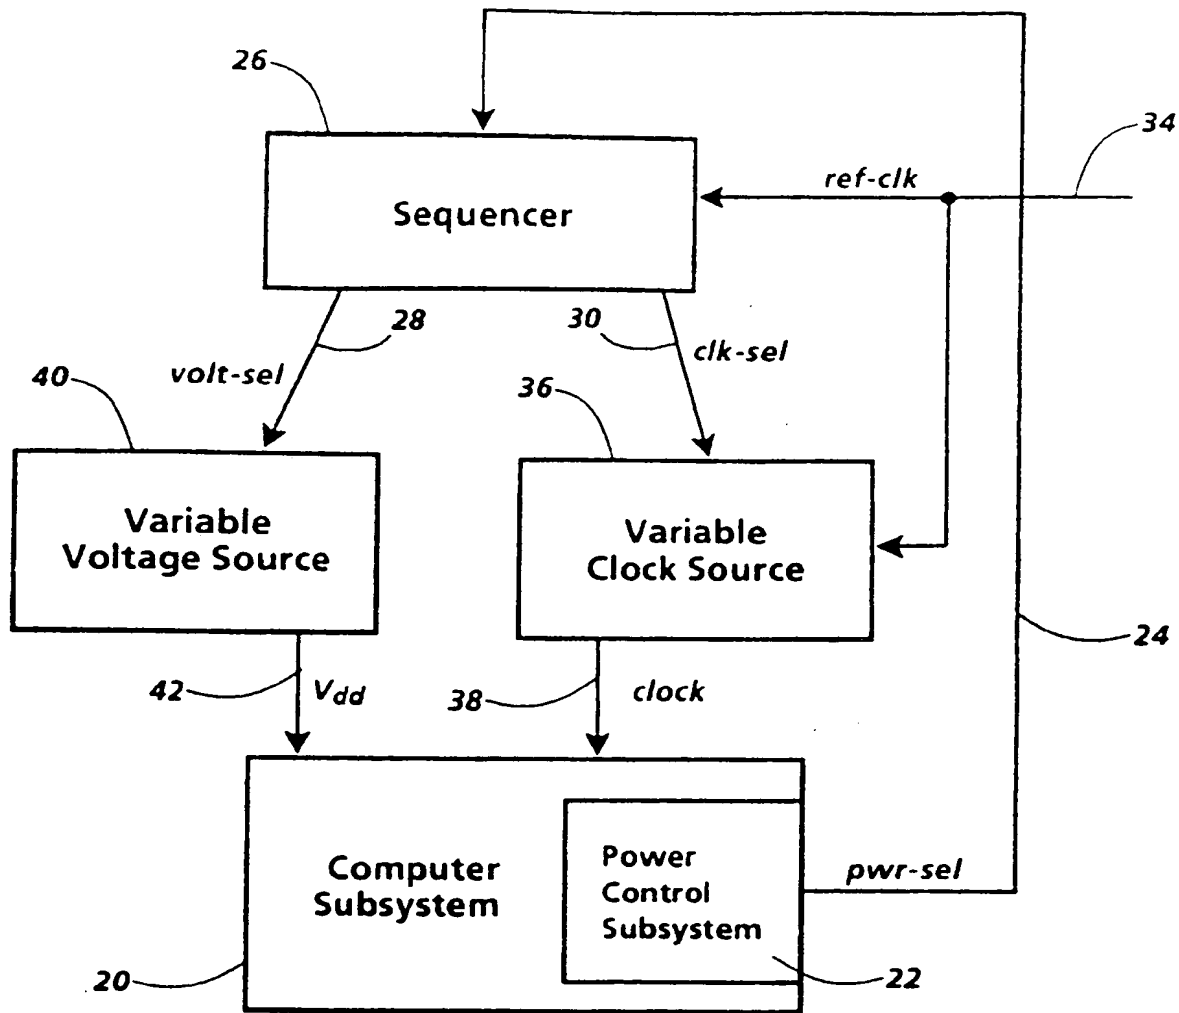 26
34
ref-clk
Sequencer
28
30
volt-sel
clk-sel
40
36
Variable
Voltage Source
Variable
Clock Source
24
42
Vdd
38
clock
Computer
Subsystem
Power
Control
Subsystem
pwr-sel
20
22